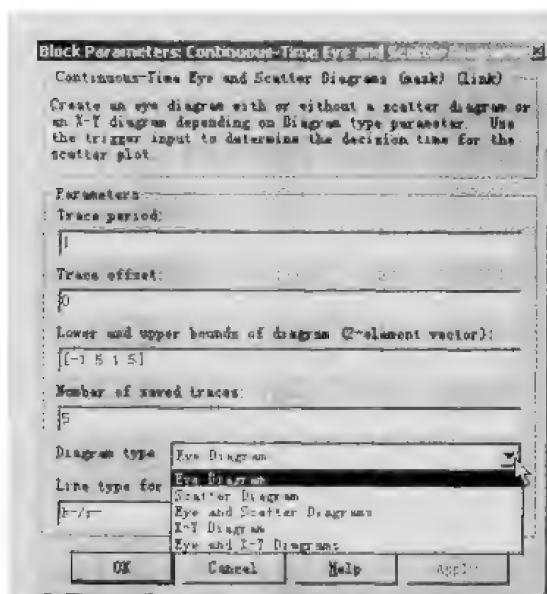 Block Parameters: Continuous-Time Eye and Scatter
Continuous-Time Eye and Scatter Diagrams (mask) (link)
Create an eye diagram with or without a scatter diagram or
an X-Y diagram depending on Diagram type parameter. Use
the trigger input to determine the decision time for the
scatter plot.
Parameters
Trace period:
1
Trace offset:
0
Lower and upper bounds of diagram (2-element vector):
[-1.5 1.5]
Number of saved traces:
5
Diagram type
Eye Diagram
Eye Diagram
Line type for
Scatter Diagram
Eye and Scatter Diagrams
X-Y Diagram
Eye and X-Y Diagrams
OK
Cancel
Help
Apply